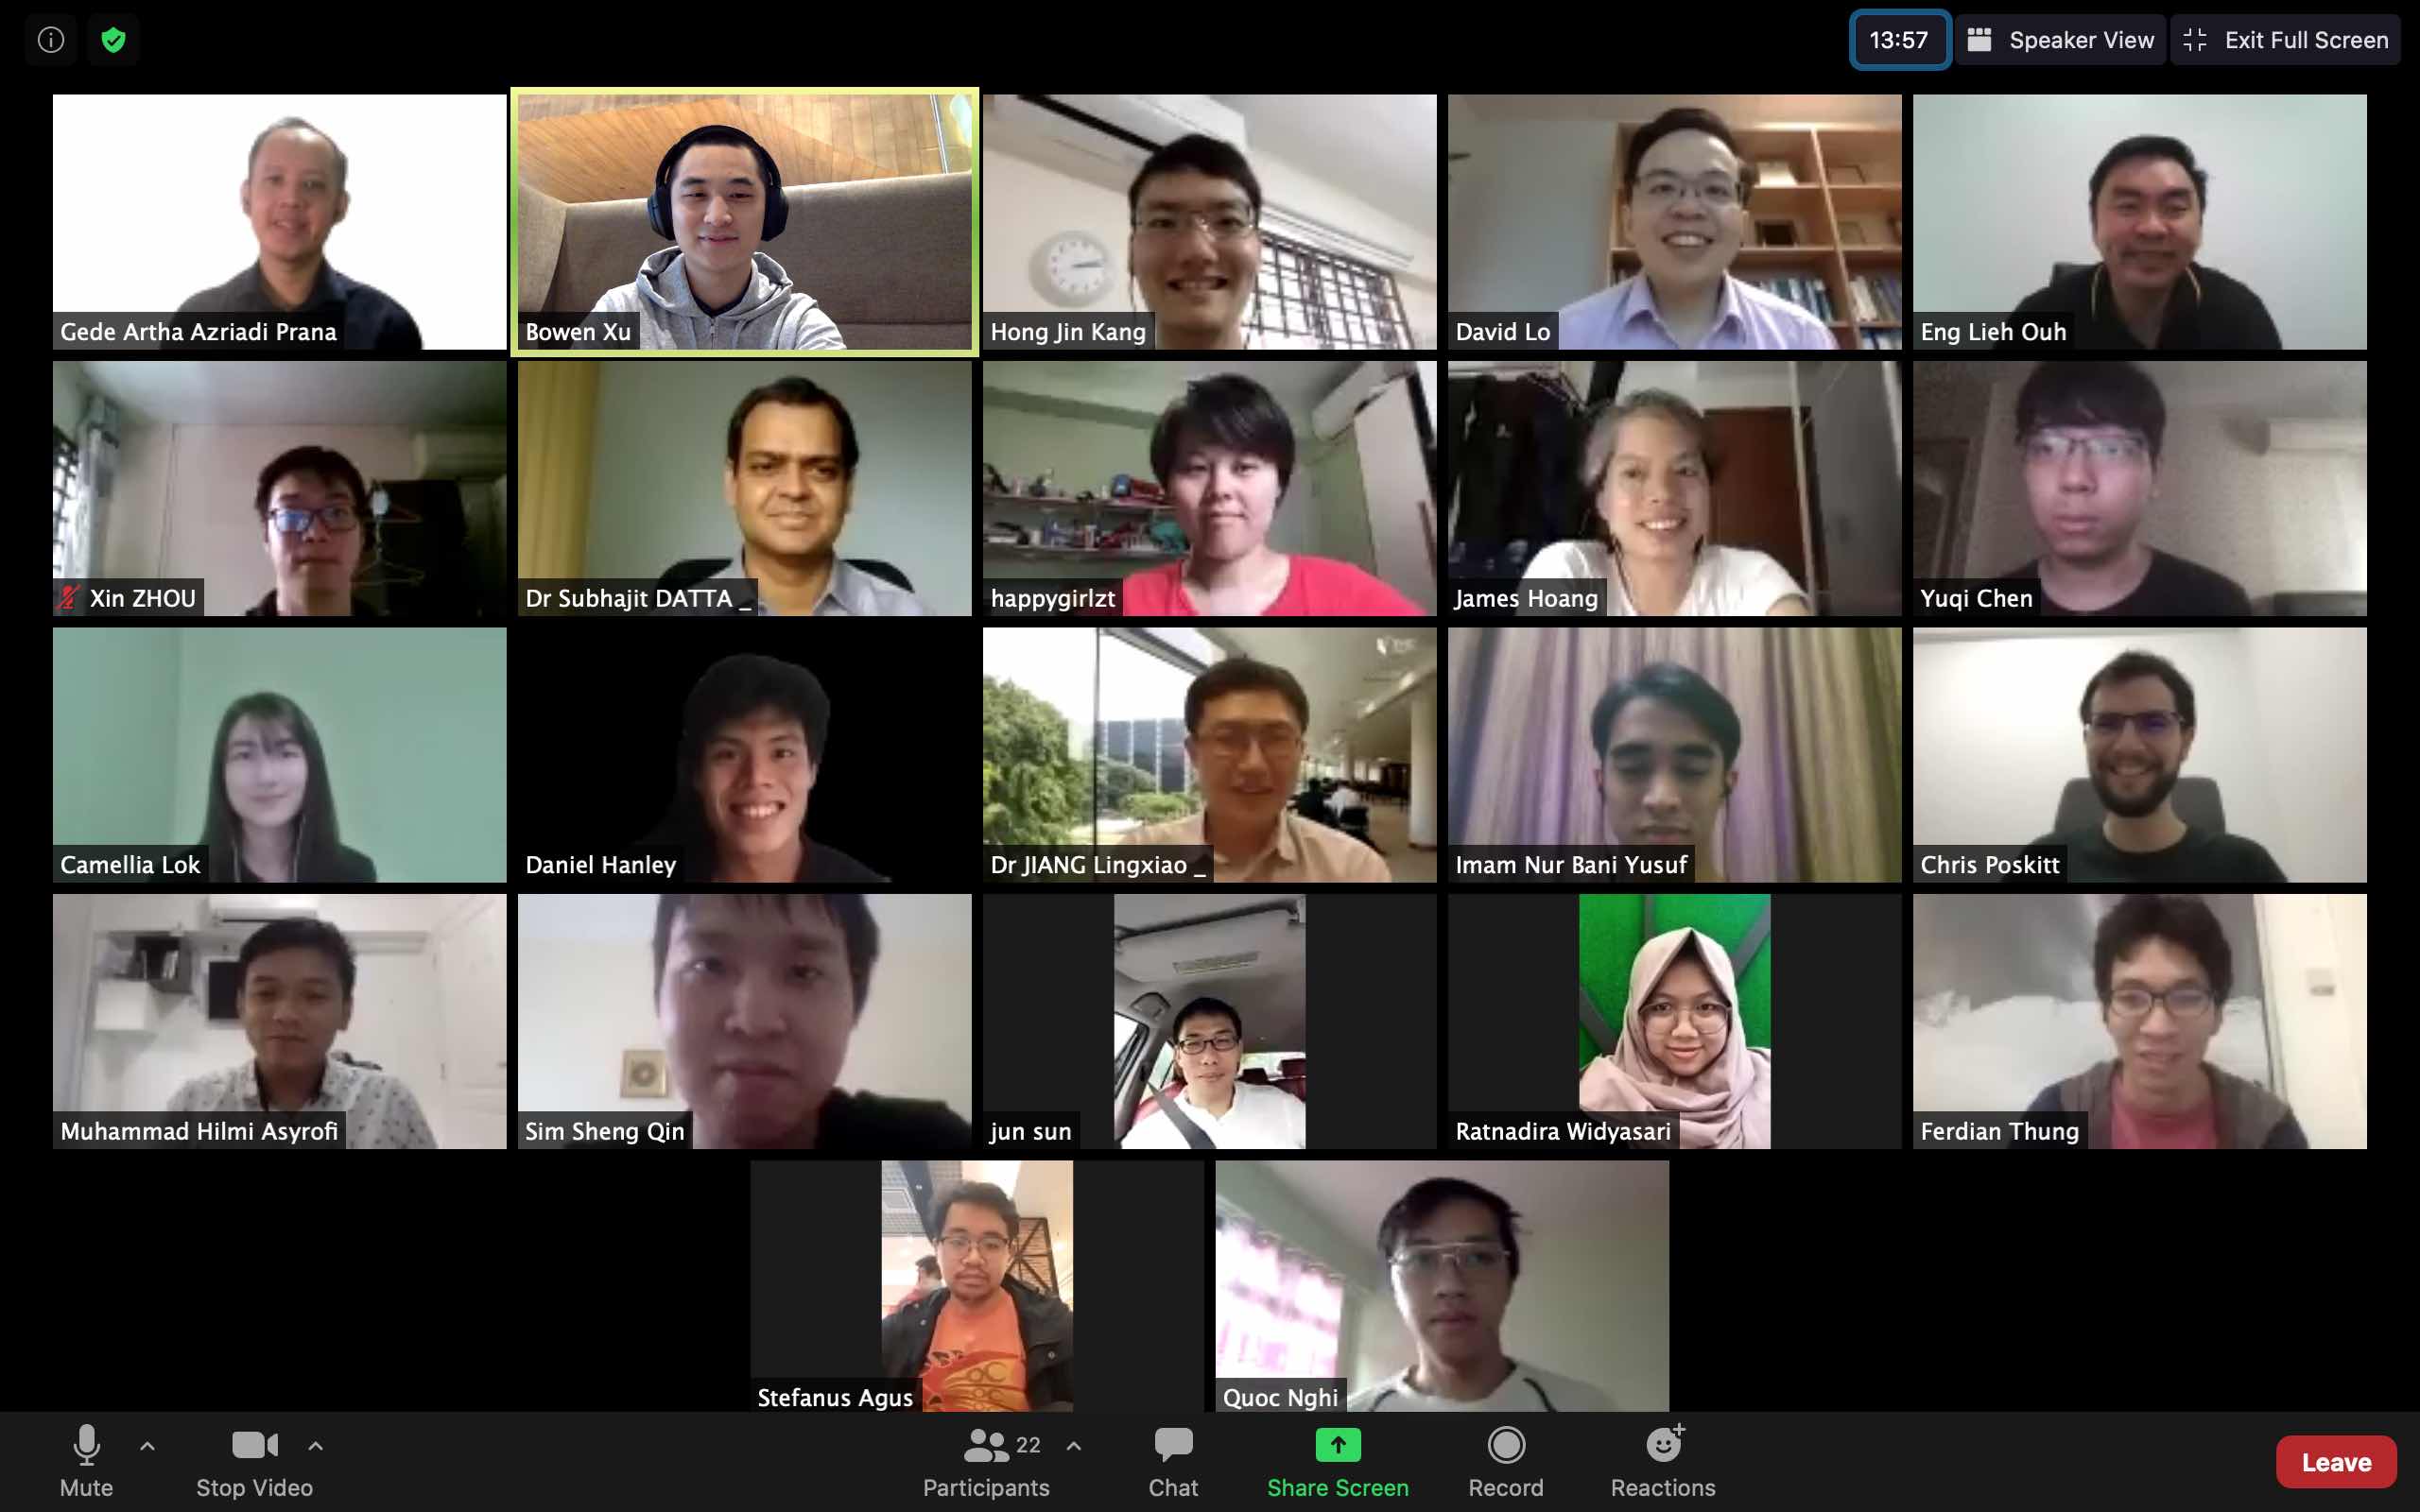 13:57 Speaker View Exit Full Screen
Gede Artha Azriadi Prana
Bowen Xu
Hong Jin Kang
David Lo
Eng Lieh Ouh
Xin ZHOU
Dr Subhajit DATTA _
happygirlzt
James Hoang
Yuqi Chen
Camellia Lok
Daniel Hanley
Dr JIANG Lingxiao _
Imam Nur Bani Yusuf
Chris Poskitt
Muhammad Hilmi Asyrofi
Sim Sheng Qin
jun sun
Ratnadira Widyasari
Ferdian Thung
Stefanus Agus
Quoc Nghi
22
Mute
Stop Video
Participants
Chat
Share Screen
Record
Reactions
Leave